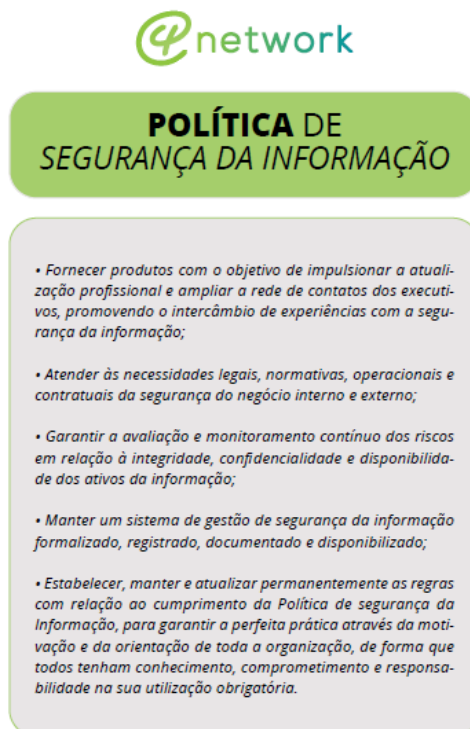 network
POLÍTICA DE
SEGURANÇA DA INFORMAÇÃO
• Fornecer produtos com o objetivo de impulsionar a atuali-
zação profissional e ampliar a rede de contatos dos executi-
vos, promovendo o intercâmbio de experiências com a segu-
rança da informação;
• Atender às necessidades legais, normativas, operacionais e
contratuais da segurança do negócio interno e externo;
• Garantir a avaliação e monitoramento contínuo dos riscos
em relação à integridade, confidencialidade e disponibilida-
de dos ativos da informação;
• Manter um sistema de gestão de segurança da informação
formalizado, registrado, documentado e disponibilizado;
• Estabelecer, manter e atualizar permanentemente as regras
com relação ao cumprimento da Política de segurança da
Informação, para garantir a perfeita prática através da moti-
vação e da orientação de toda a organização, de forma que
todos tenham conhecimento, comprometimento e responsa-
bilidade na sua utilização obrigatória.